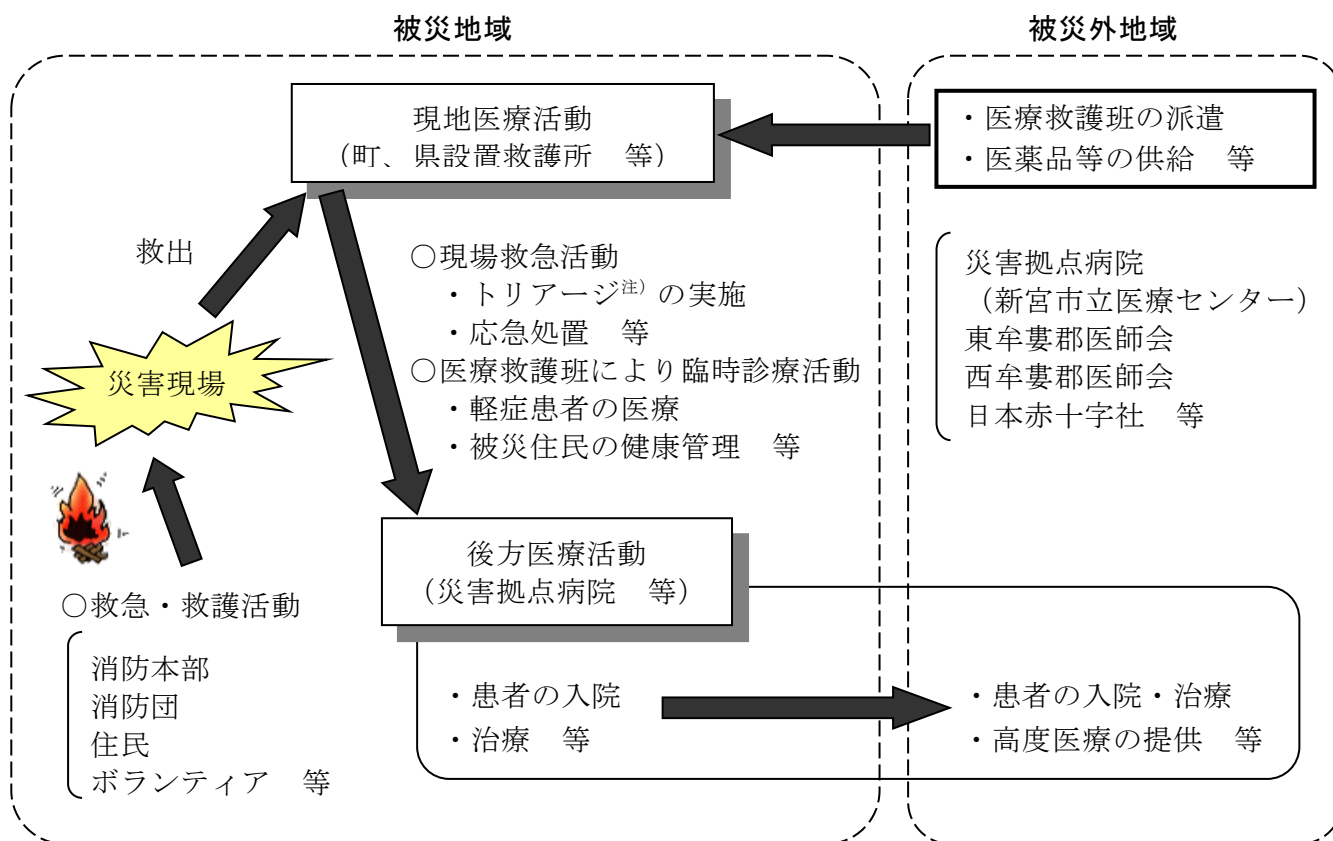 被災地域
被災外地域
現地医療活動
（町、県設置救護所　等）
・医療救護班の派遣
・医薬品等の供給　等
救出
○現場救急活動
・トリアージ注）の実施
・応急処置　等
○医療救護班により臨時診療活動
・軽症患者の医療
・被災住民の健康管理　等
災害拠点病院
（新宮市立医療センター）
東牟婁郡医師会
西牟婁郡医師会
日本赤十字社　等
災害現場
後方医療活動
（災害拠点病院　等）
○救急・救護活動
消防本部
消防団
住民
ボランティア　等
・患者の入院
・治療　等
・患者の入院・治療
・高度医療の提供　等